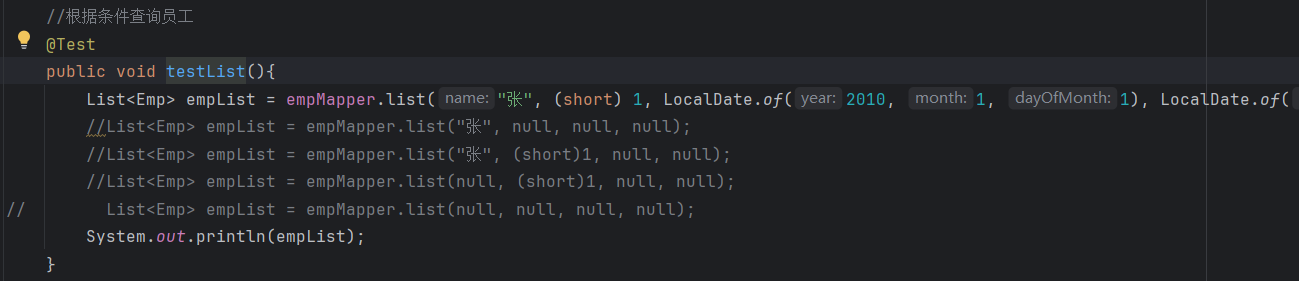 //根据条件查询员工
@Test
public void testList(){
List<Emp> empList = empMapper.list( name: "张", (short) 1, LocalDate.of( year: 2010, month: 1, dayOfMonth: 1), LocalDate.of(
//List<Emp> empList = empMapper.list("张", null, null, null);
//List<Emp> empList = empMapper.list("张", (short)1, null, null);
//List<Emp> empList = empMapper.list(null, (short)1, null, null);
//        List<Emp> empList = empMapper.list(null, null, null, null);
System.out.println(empList);
}